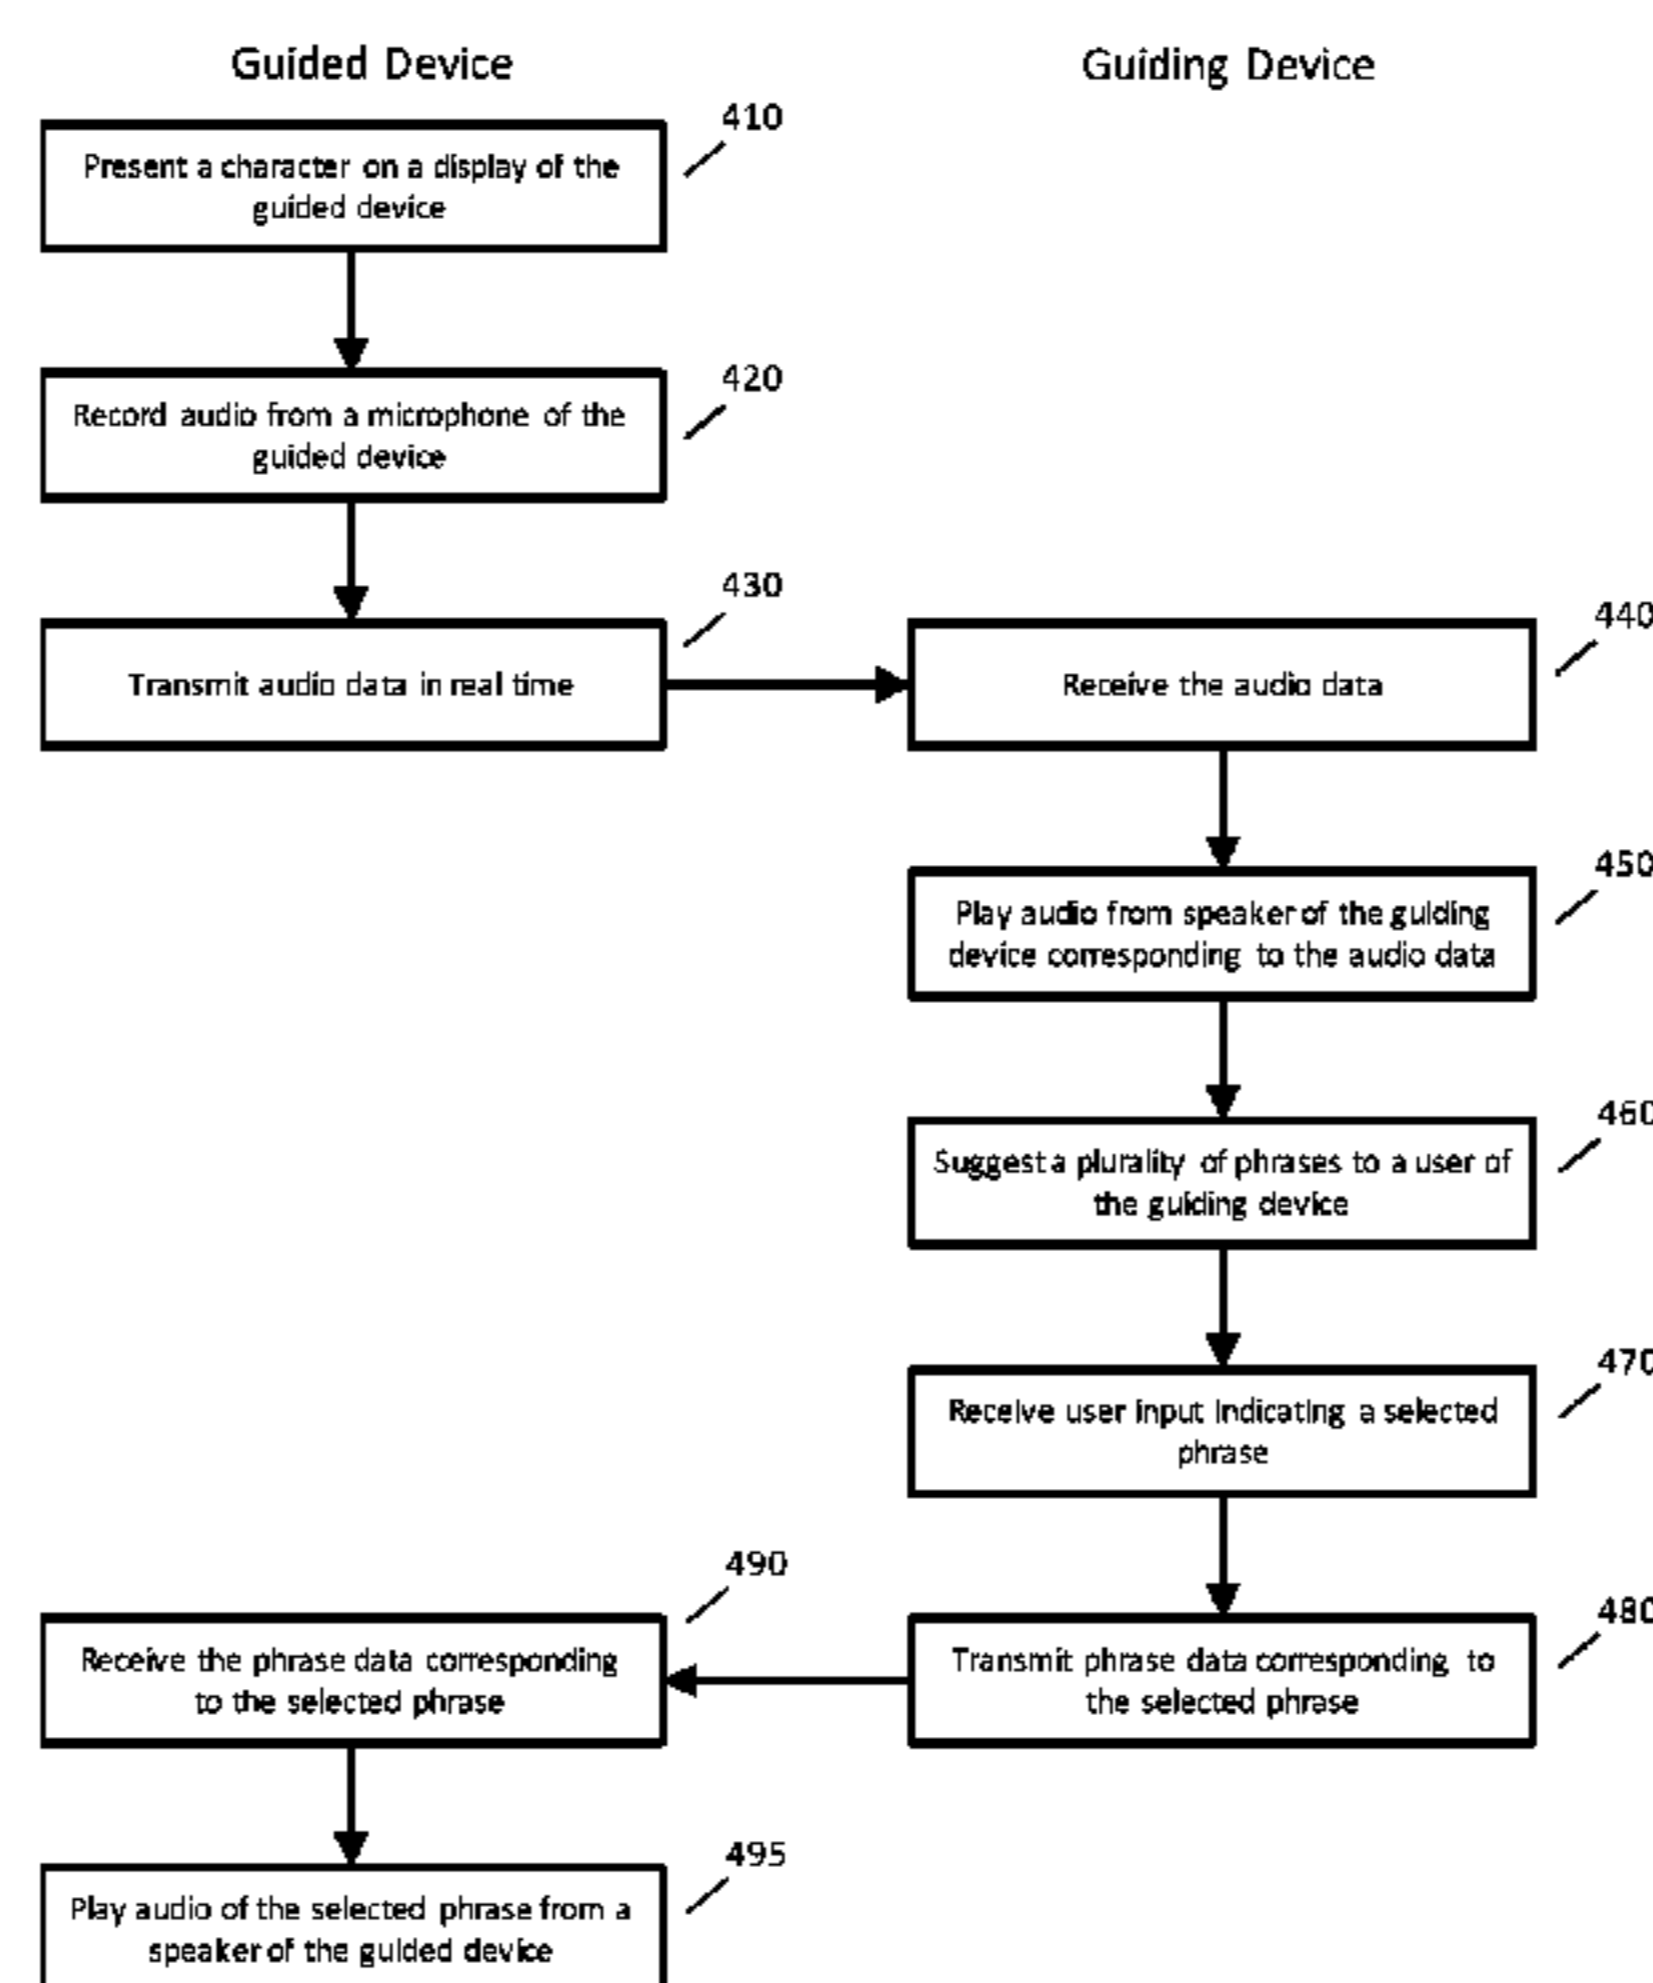 Guided Device
Guiding Device
410
Present a character on a display of the
guided device
420
Record audio from a microphone of the
guided device
430
Transmit audio data in real time
440
Receive the audio data
450
Play audio from speaker of the guiding
device corresponding to the audio data
460
Suggest a plurality of phrases to a user of
the guiding device
470
Receive user input indicating a selected
phrase
480
Transmit phrase data corresponding to
the selected phrase
490
Receive the phrase data corresponding
to the selected phrase
495
Play audio of the selected phrase from a
speaker of the guided device